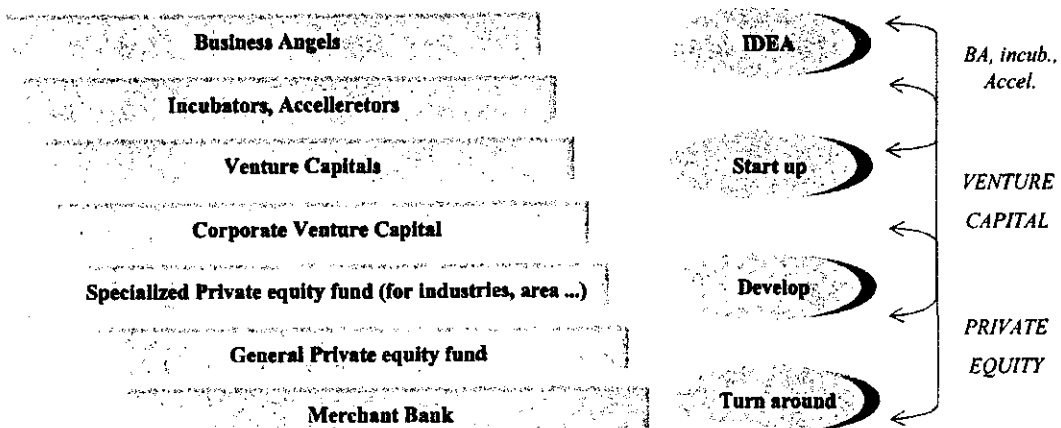 Business Angels
Incubators, Accelleretors
Venture Capitals
Corporate Venture Capital
Specialized Private equity fund (for industries, area ...)
General Private equity fund
Merchant Bank
IDEA
Start up
Develop
Turn around
BA, incub.,
Accel.
VENTURE
CAPITAL
PRIVATE
EQUITY